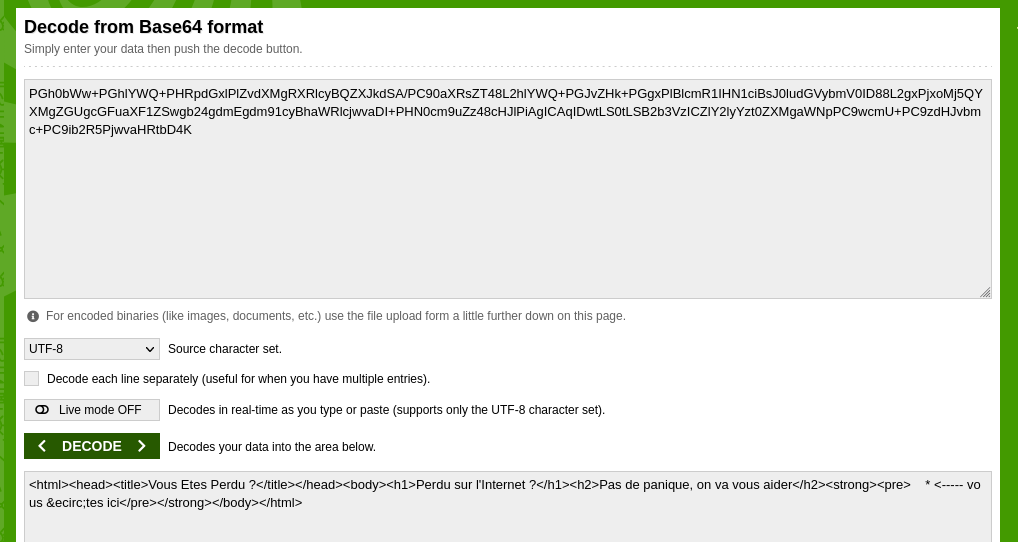 Decode from Base64 format
Simply enter your data then push the decode button.
PGh0bWw+PGhlYWQ+PHRpdGxlPlZvdXMgRXRlcyBQZXJkdSA/PC90aXRsZT48L2hlYWQ+PGJvZHk+PGgxPlBlcmR1IHN1ciBsJ0ludGVybmV0ID88L2gxPjxoMj5QY
XMgZGUgcGFuaXF1ZSwgb24gdmEgdm91cyBhaWRlcjwvaDI+PHN0cm9uZz48cHJlPiAgICAqIDwtLS0tLSB2b3VzICZlY2lyYzt0ZXMgaWNpPC9wcmU+PC9zdHJvbm
c+PC9ib2R5PjwvaHRtbD4K
For encoded binaries (like images, documents, etc.) use the file upload form a little further down on this page.
UTF-8 Source character set.
Decode each line separately (useful for when you have multiple entries).
Live mode OFF Decodes in real-time as you type or paste (supports only the UTF-8 character set).
DECODE Decodes your data into the area below.
<html><head><title>Vous Etes Perdu ?</title></head><body><h1>Perdu sur l'Internet ?</h1><h2>Pas de panique, on va vous aider</h2><strong><pre>    * <----- vo
us &ecirc;tes ici</pre></strong></body></html>